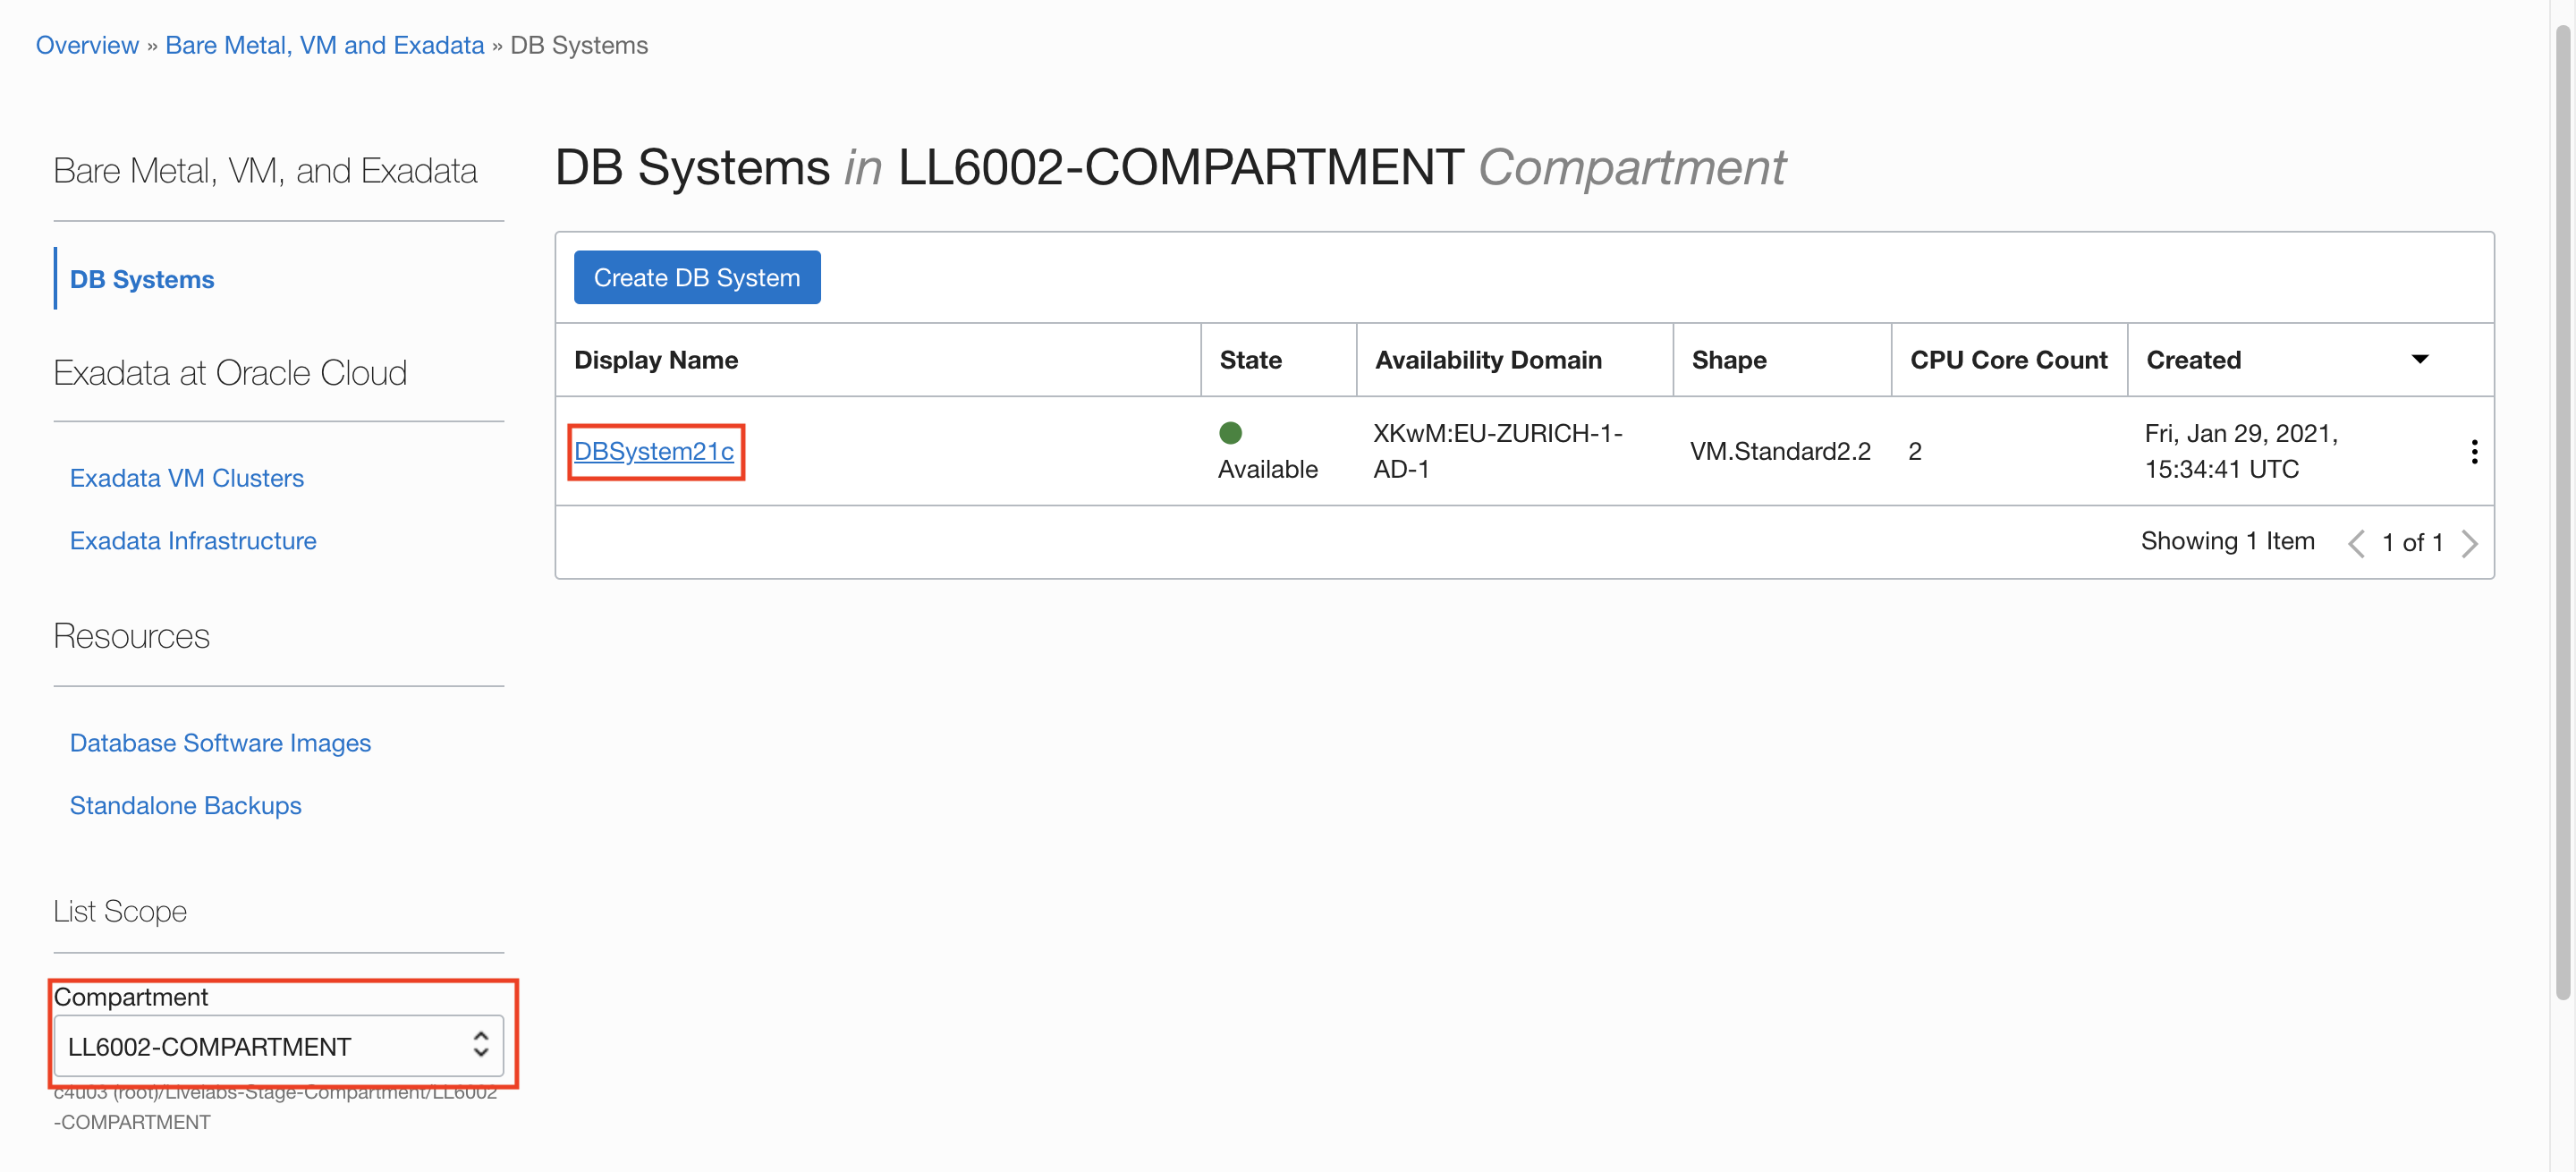 Overview » Bare Metal, VM and Exadata » DB Systems
Bare Metal, VM, and Exadata
DB Systems
Exadata at Oracle Cloud
Exadata VM Clusters
Exadata Infrastructure
Resources
Database Software Images
Standalone Backups
List Scope
Compartment
LL6002-COMPARTMENT
c4u03 (root)/Livelabs-Stage-Compartment/LL6002
-COMPARTMENT
DB Systems in LL6002-COMPARTMENT Compartment
Create DB System
Display Name State Availability Domain Shape CPU Core Count Created
DBSystem21c Available XKwM:EU-ZURICH-1- VM.Standard2.2 2 Fri, Jan 29, 2021,
AD-1 15:34:41 UTC
Showing 1 Item 1 of 1